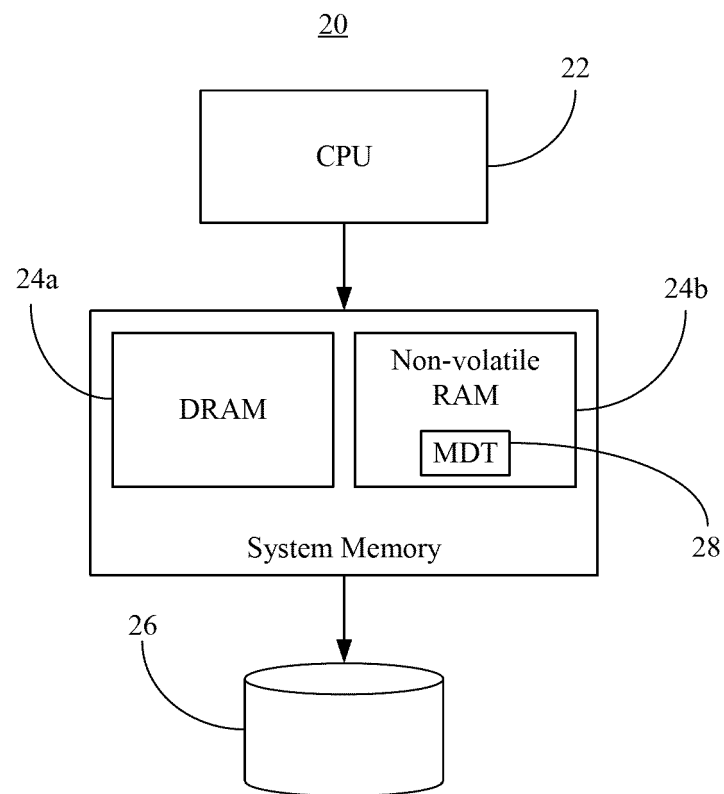 20
22
CPU
24a
24b
DRAM
Non-volatile
RAM
MDT
System Memory
28
26